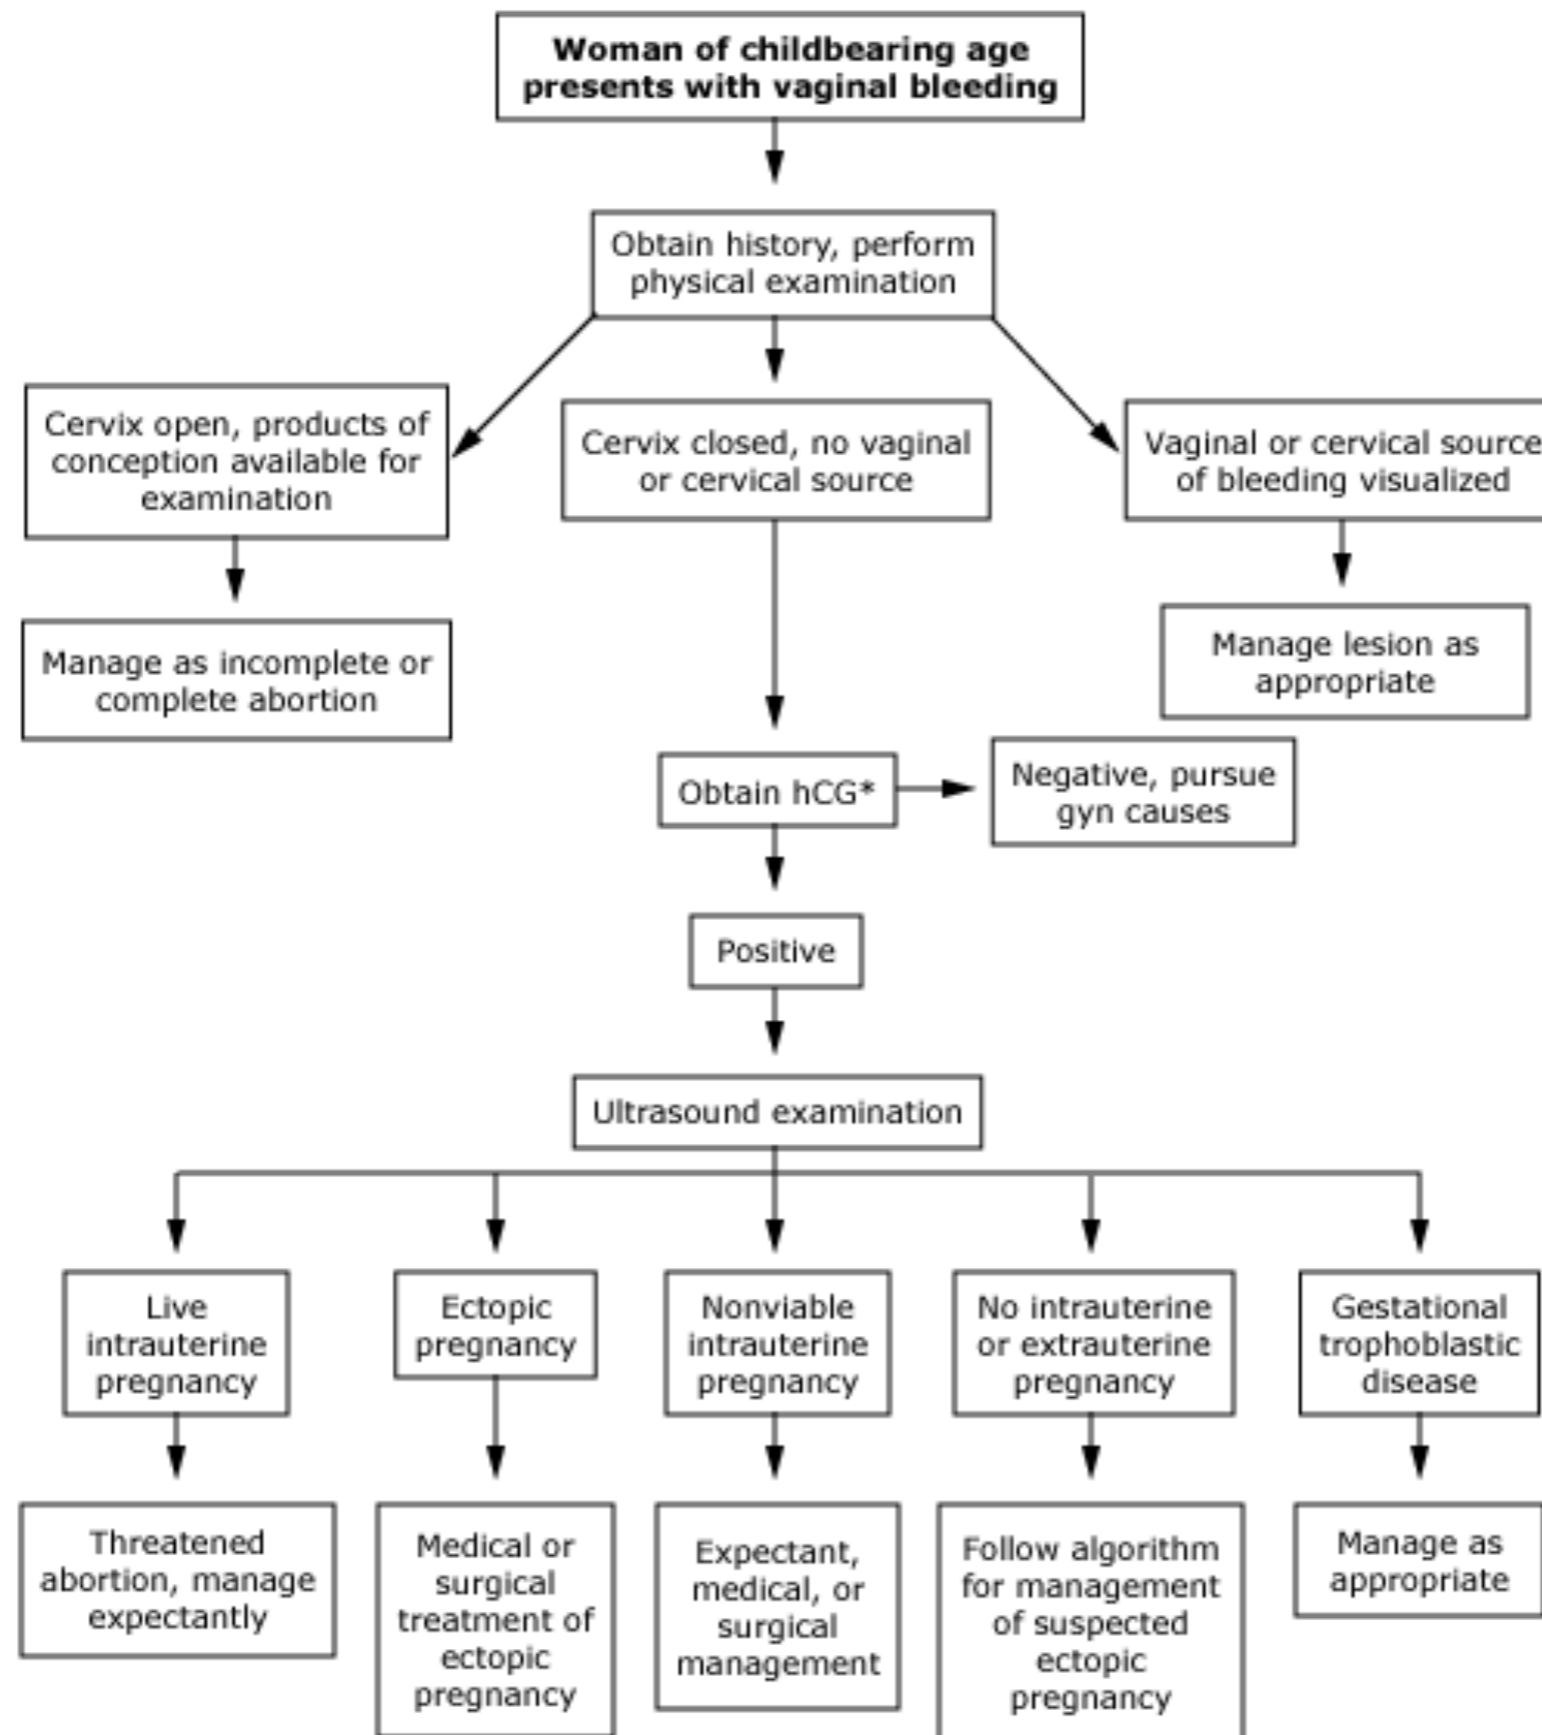 Woman of childbearing age
presents with vaginal bleeding
Obtain history, perform
physical examination
Cervix open, products of
conception available for
examination
Cervix closed, no vaginal
or cervical source
Vaginal or cervical source
of bleeding visualized
Manage as incomplete or
complete abortion
Manage lesion as
appropriate
Obtain hCG*
Negative, pursue
gyn causes
Positive
Ultrasound examination
Live
intrauterine
pregnancy
Ectopic
pregnancy
Nonviable
intrauterine
pregnancy
No intrauterine
or extrauterine
pregnancy
Gestational
trophoblastic
disease
Threatened
abortion, manage
expectantly
Medical or
surgical
treatment of
ectopic
pregnancy
Expectant,
medical, or
surgical
management
Follow algorithm
for management
of suspected
ectopic
pregnancy
Manage as
appropriate